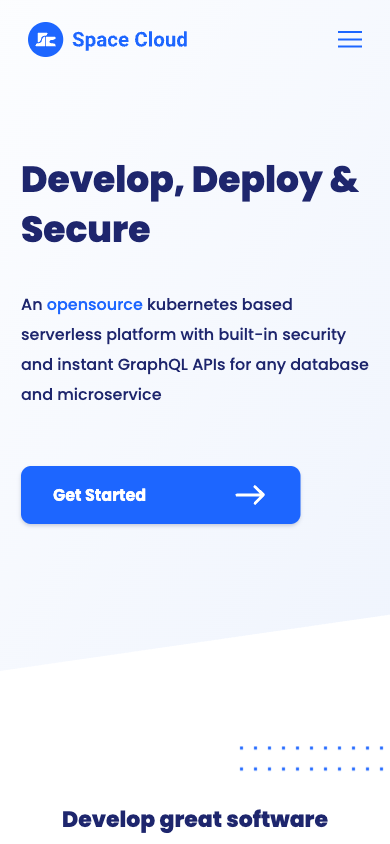 Space Cloud
Develop, Deploy &
Secure
An opensource kubernetes based
serverless platform with built-in security
and instant GraphQL APIs for any database
and microservice
Get Started
Develop great software